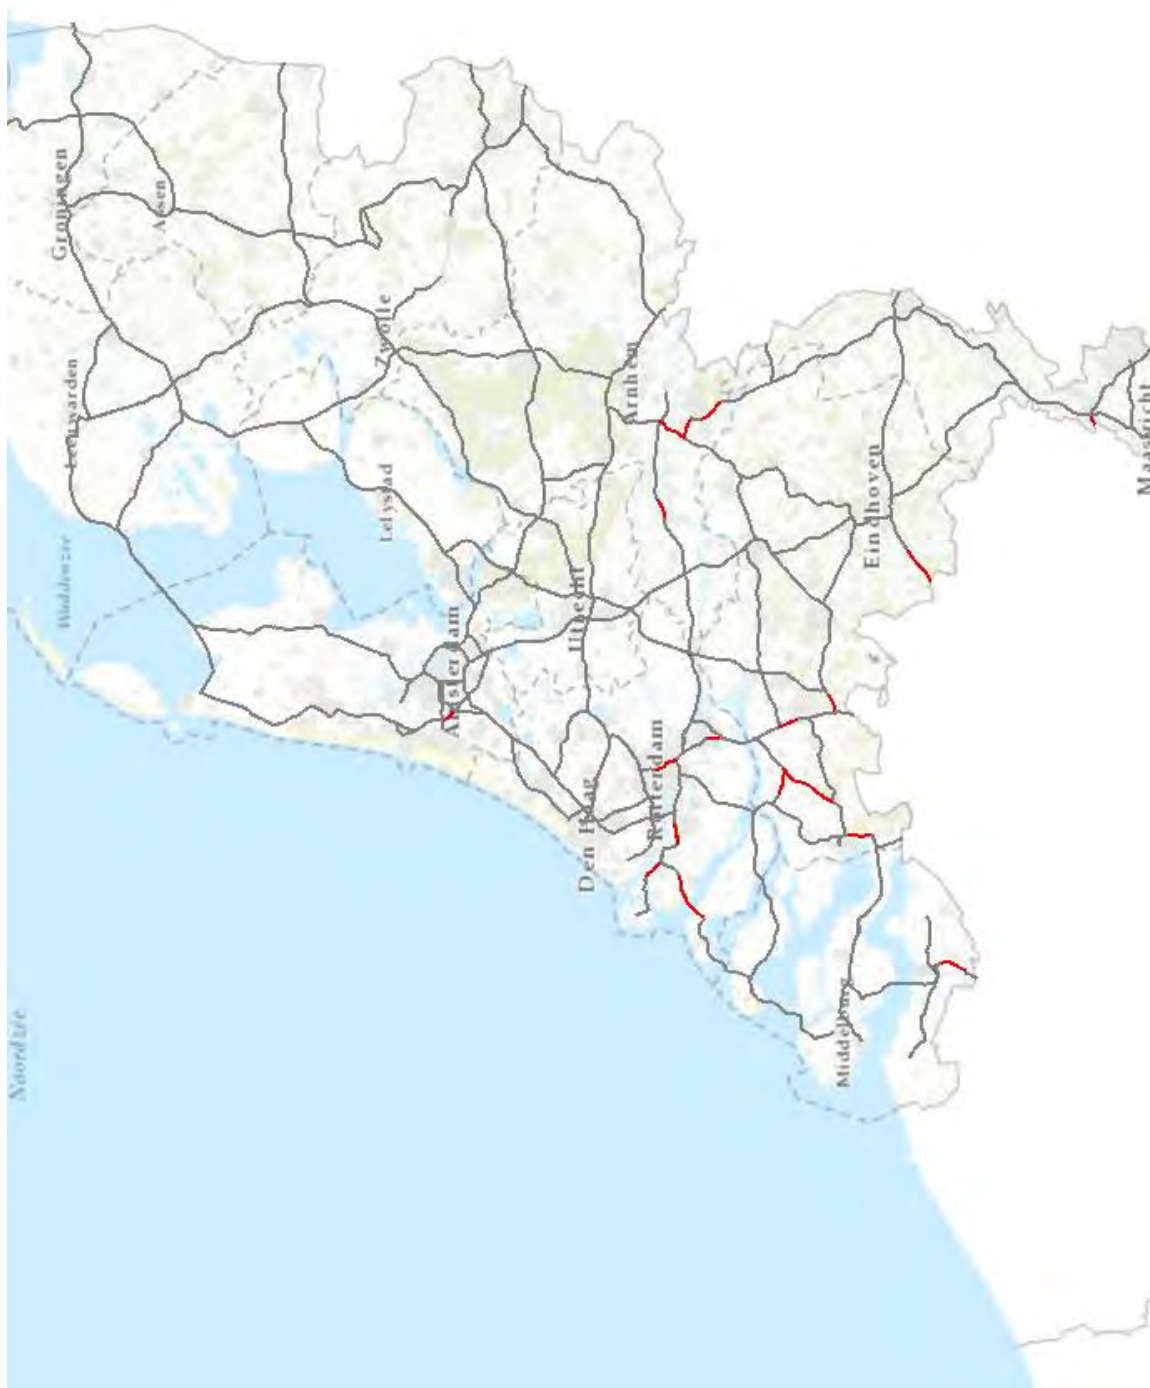 Groningen
Assen
Leeuwarden
Waddenzee
Zwolle
Lelystad
Amsterdam
Arnhem
Utrecht
Den Haag
Rotterdam
Eindhoven
Middelburg
Maastricht
Noordzee